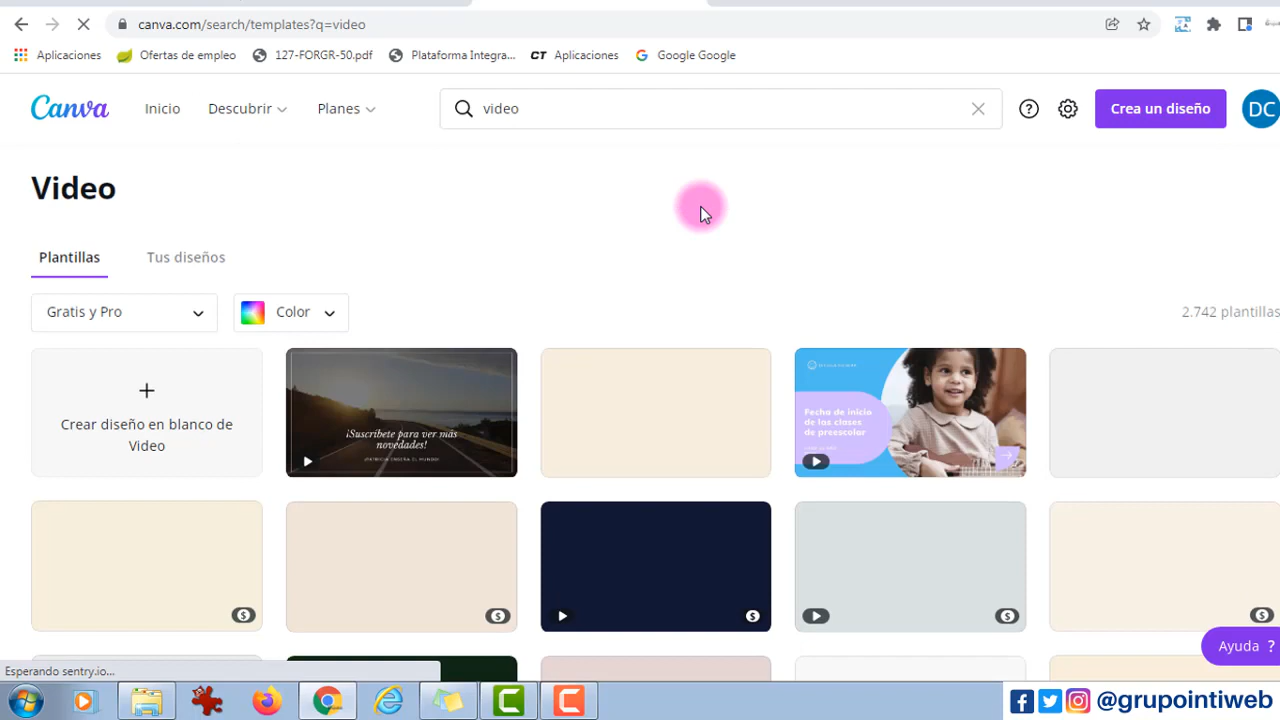 canva.com/search/templates?q=video
Aplicaciones
Ofertas de empleo
127-FORGR-50.pdf
Plataforma Integra...
CT Aplicaciones
Google Google
Canva
Inicio
Descubrir
Planes
video
Crea un diseño
DC
Video
Plantillas
Tus diseños
Gratis y Pro
Color
2.742 plantillas
Crear diseño en blanco de
Video
¡Suscríbete para ver más
novedades!
Fecha de inicio
de las clases
de preescolar
Ayuda ?
Esperando sentry.io...
@grupointiweb